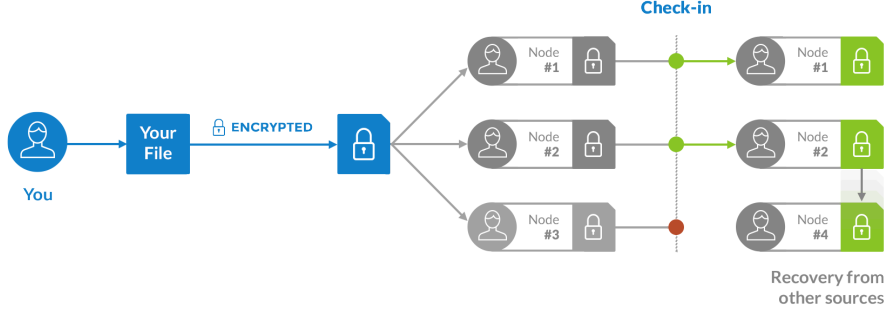 Check-in
Node
#1
Node
#1
Your
File
ENCRYPTED
Node
#2
Node
#2
You
Node
#3
Node
#4
Recovery from
other sources